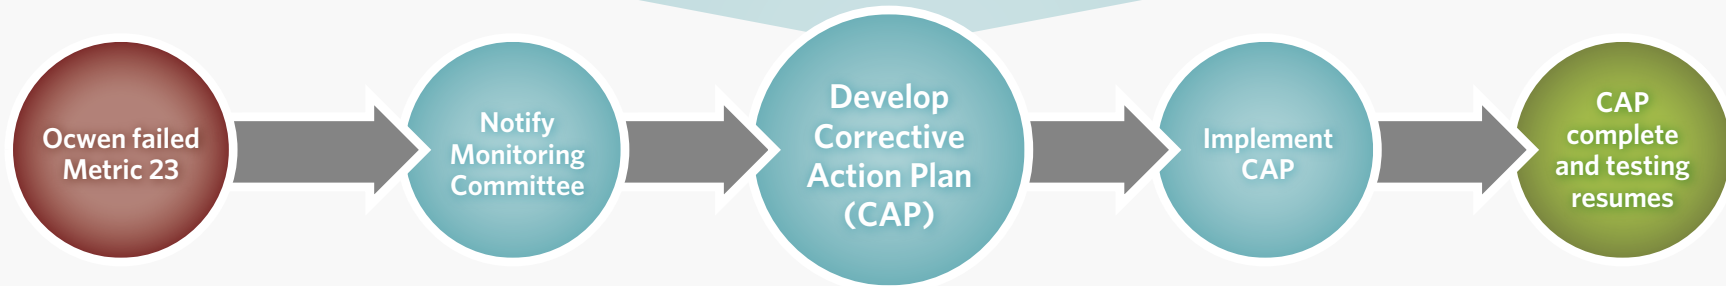 Ocwen failed
Metric 23
Notify
Monitoring
Committee
Develop
Corrective
Action Plan
(CAP)
Implement
CAP
CAP
complete
and testing
resumes